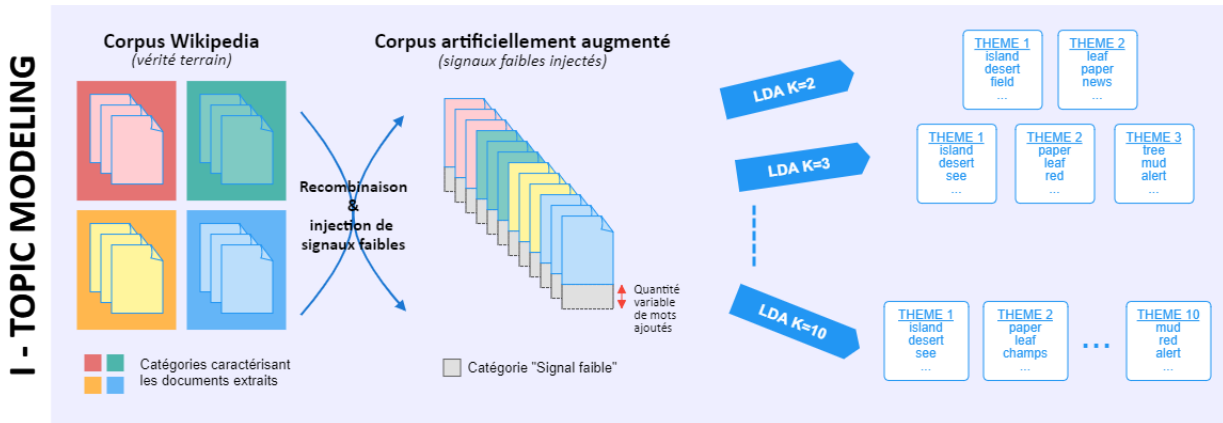 I - TOPIC MODELING
Corpus Wikipedia
(vérité terrain)
Recombinaison
&
injection de
signaux faibles
Catégories caractérisant
les documents extraits
Corpus artificiellement augmenté
(signaux faibles injectés)
Quantité
variable
de mots
ajoutés
Catégorie "Signal faible"
LDA K=2
THEME 1
island
desert
field
...
THEME 2
leaf
paper
news
...
LDA K=3
THEME 1
island
desert
see
...
THEME 2
paper
leaf
red
...
THEME 3
tree
mud
alert
...
LDA K=10
THEME 1
island
desert
see
...
THEME 2
paper
leaf
champs
...
...
THEME 10
mud
red
alert
...